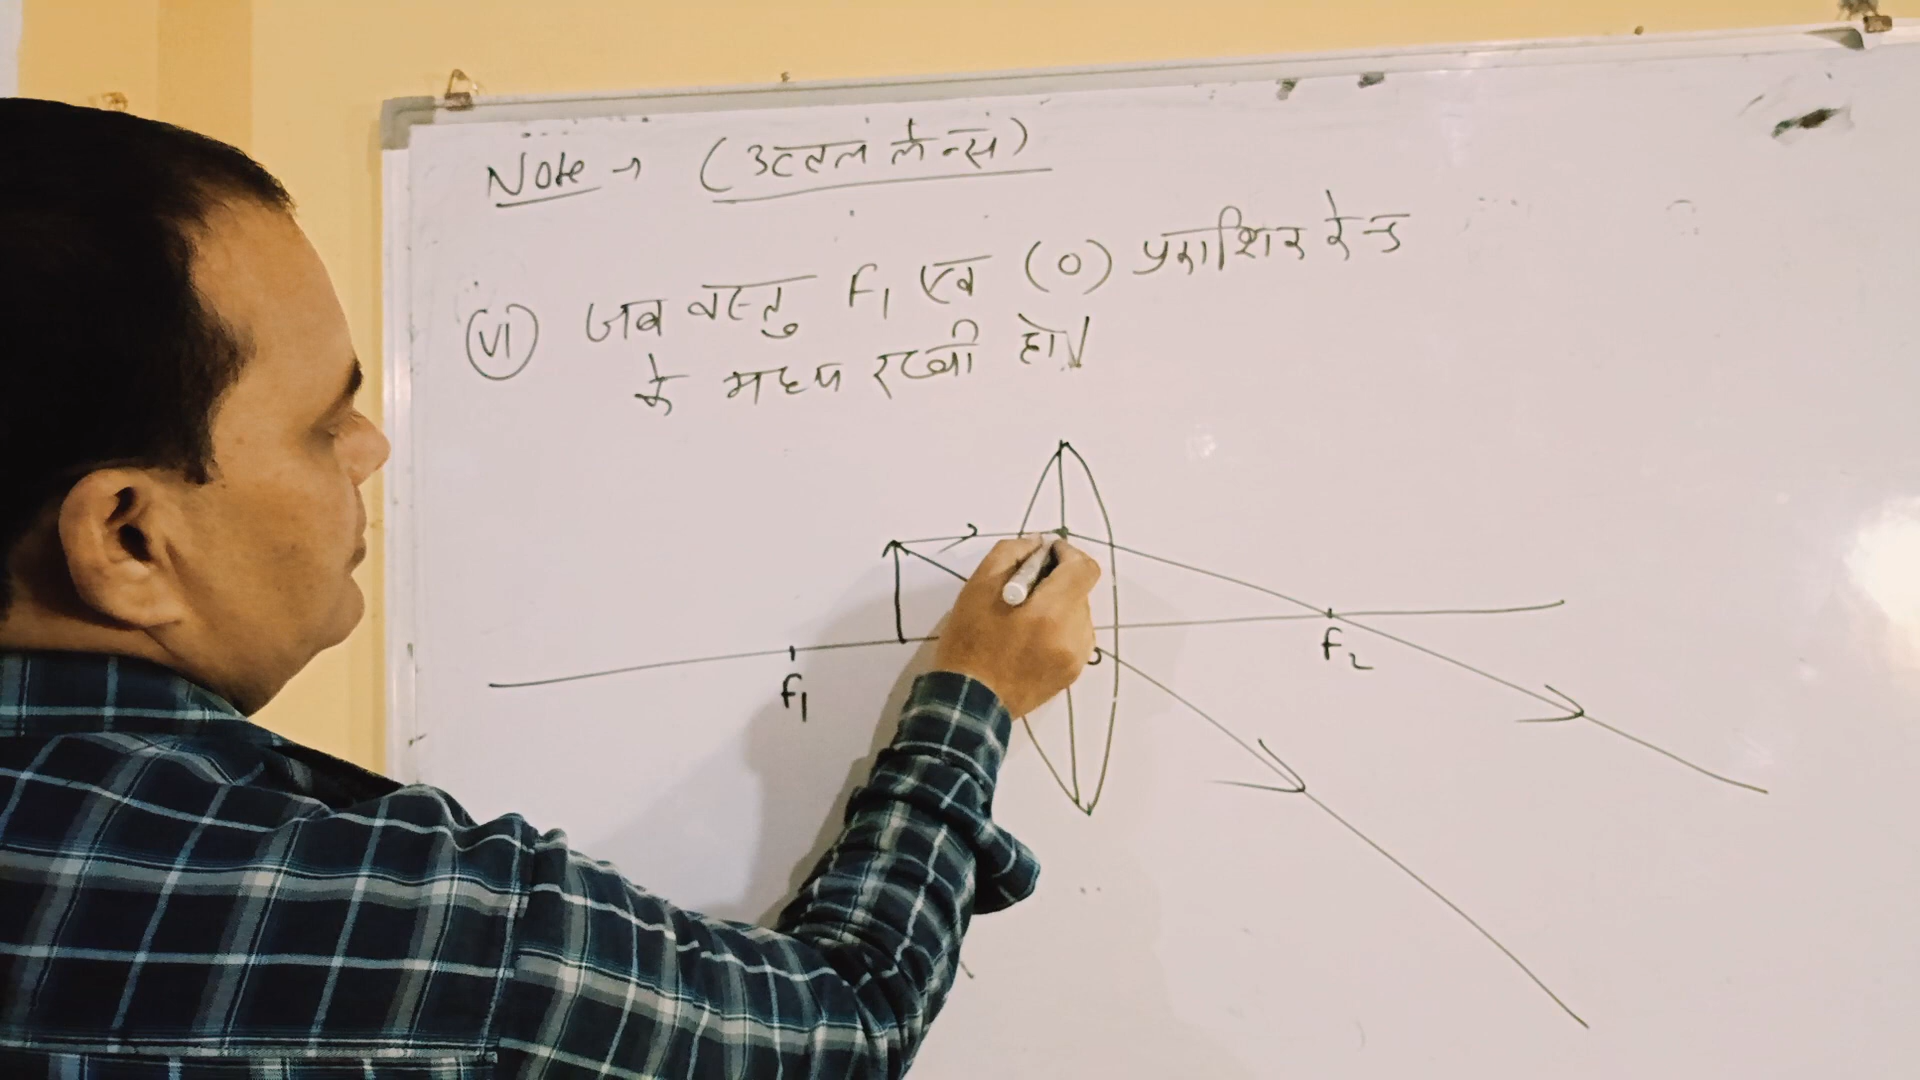 Note → (उत्तल लेन्स)
(VI) जब वस्तु F₁ एवं (O) प्रकाशिक केन्द्र
के मध्य रखी हो।
F₁
F₂